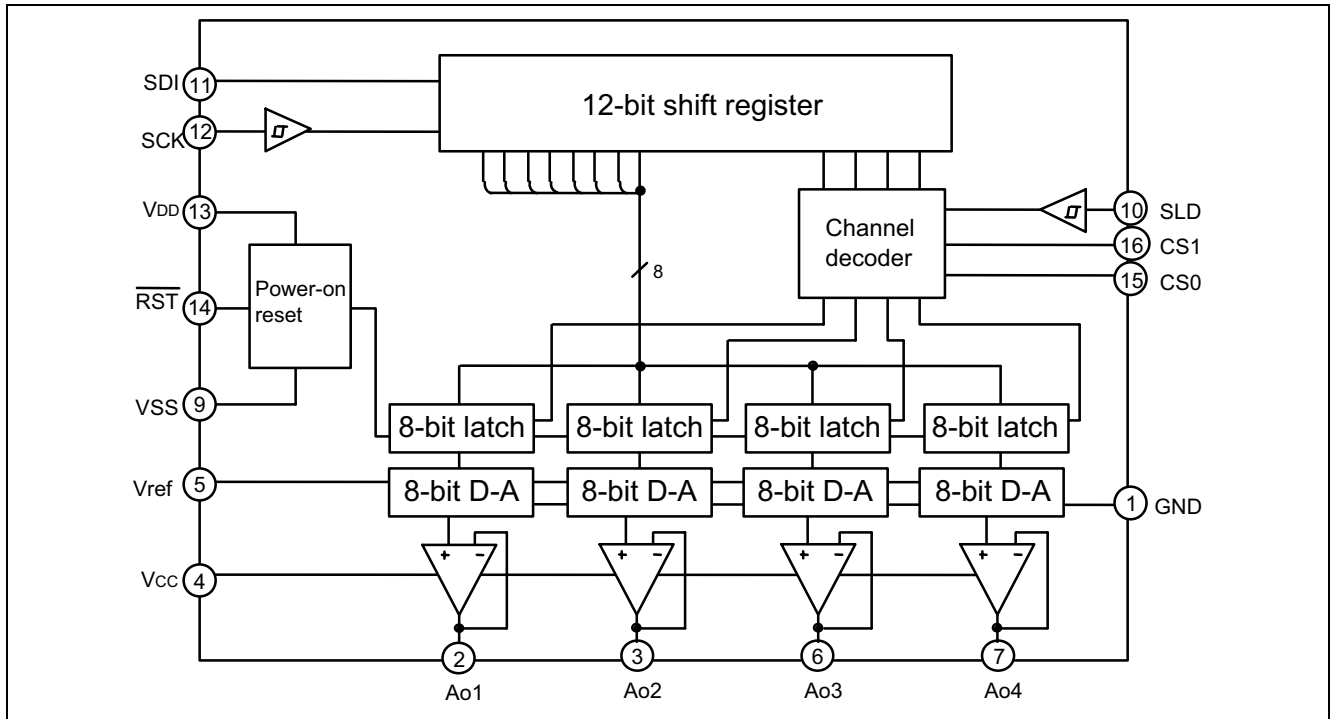 SDI
11
12-bit shift register
SCK
12
VDD
13
10
SLD
Channel
decoder
16
CS1
15
CS0
8
RST
14
Power-on
reset
VSS
9
8-bit latch
8-bit latch
8-bit latch
8-bit latch
Vref
5
8-bit D-A
8-bit D-A
8-bit D-A
8-bit D-A
1
GND
+ −
+ −
+ −
+ −
VCC
4
2
3
6
7
Ao1
Ao2
Ao3
Ao4